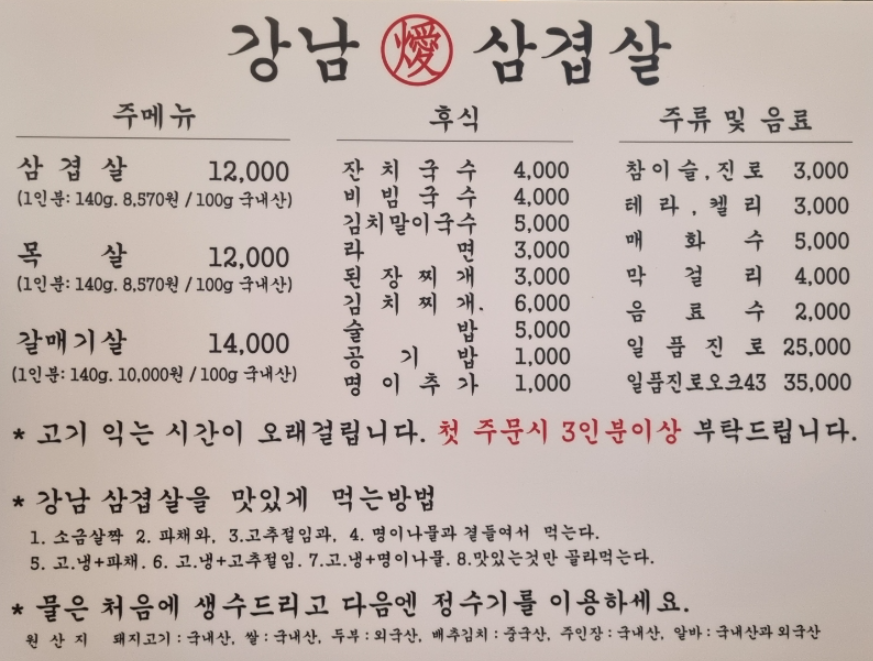 강남 燰 삼겹살
주메뉴
삼겹살 12,000
(1인분: 140g. 8,570원 / 100g 국내산)
목살 12,000
(1인분: 140g. 8,570원 / 100g 국내산)
갈매기살 14,000
(1인분: 140g. 10,000원 / 100g 국내산)
후식
잔치국수 4,000
비빔국수 4,000
김치말이국수 5,000
라면 3,000
된장찌개 3,000
김치찌개. 6,000
술밥 5,000
공기밥 1,000
명이추가 1,000
주류 및 음료
참이슬,진로 3,000
테라,켈리 3,000
매화수 5,000
막걸리 4,000
음료수 2,000
일품진로 25,000
일품진로오크43 35,000
* 고기 익는 시간이 오래걸립니다. 첫 주문시 3인분이상 부탁드립니다.
* 강남 삼겹살을 맛있게 먹는방법
1. 소금살짝 2. 파채와, 3.고추절임과, 4. 명이나물과 곁들여서 먹는다.
5. 고.냉+파채. 6. 고.냉+고추절임. 7.고.냉+명이나물. 8.맛있는것만 골라먹는다.
* 물은 처음에 생수드리고 다음엔 정수기를 이용하세요.
원산지 돼지고기 : 국내산, 쌀 : 국내산, 두부 : 외국산, 배추김치 : 중국산, 주인장 : 국내산, 알바 : 국내산과 외국산